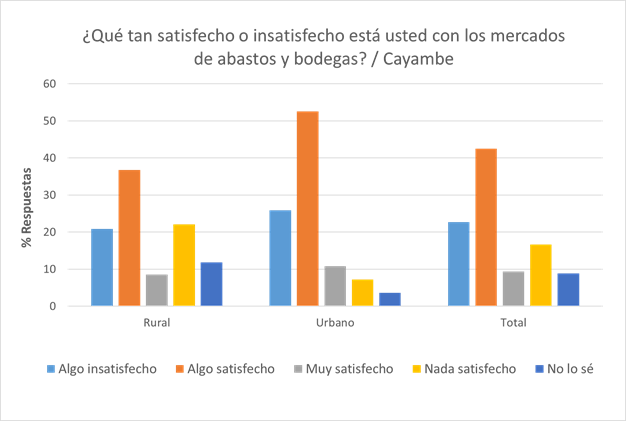 ¿Qué tan satisfecho o insatisfecho está usted con los mercados
de abastos y bodegas? / Cayambe
% Respuestas
60
50
40
30
20
10
0
Rural Urbano Total
Algo insatisfecho Algo satisfecho Muy satisfecho Nada satisfecho No lo sé